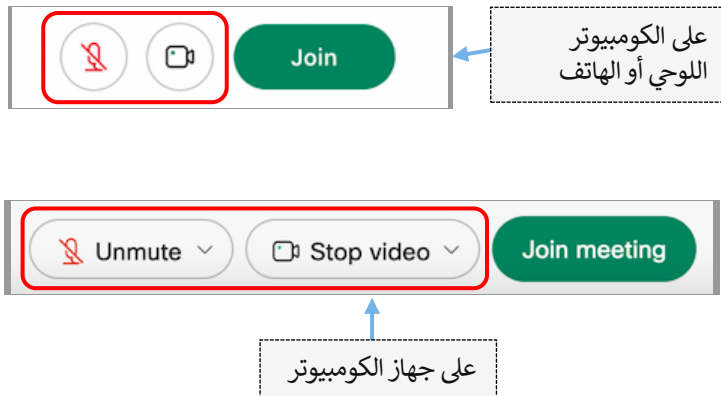 Join
على الكومبيوتر
اللوحي أو الهاتف
Unmute
Stop video
Join meeting
على جهاز الكومبيوتر